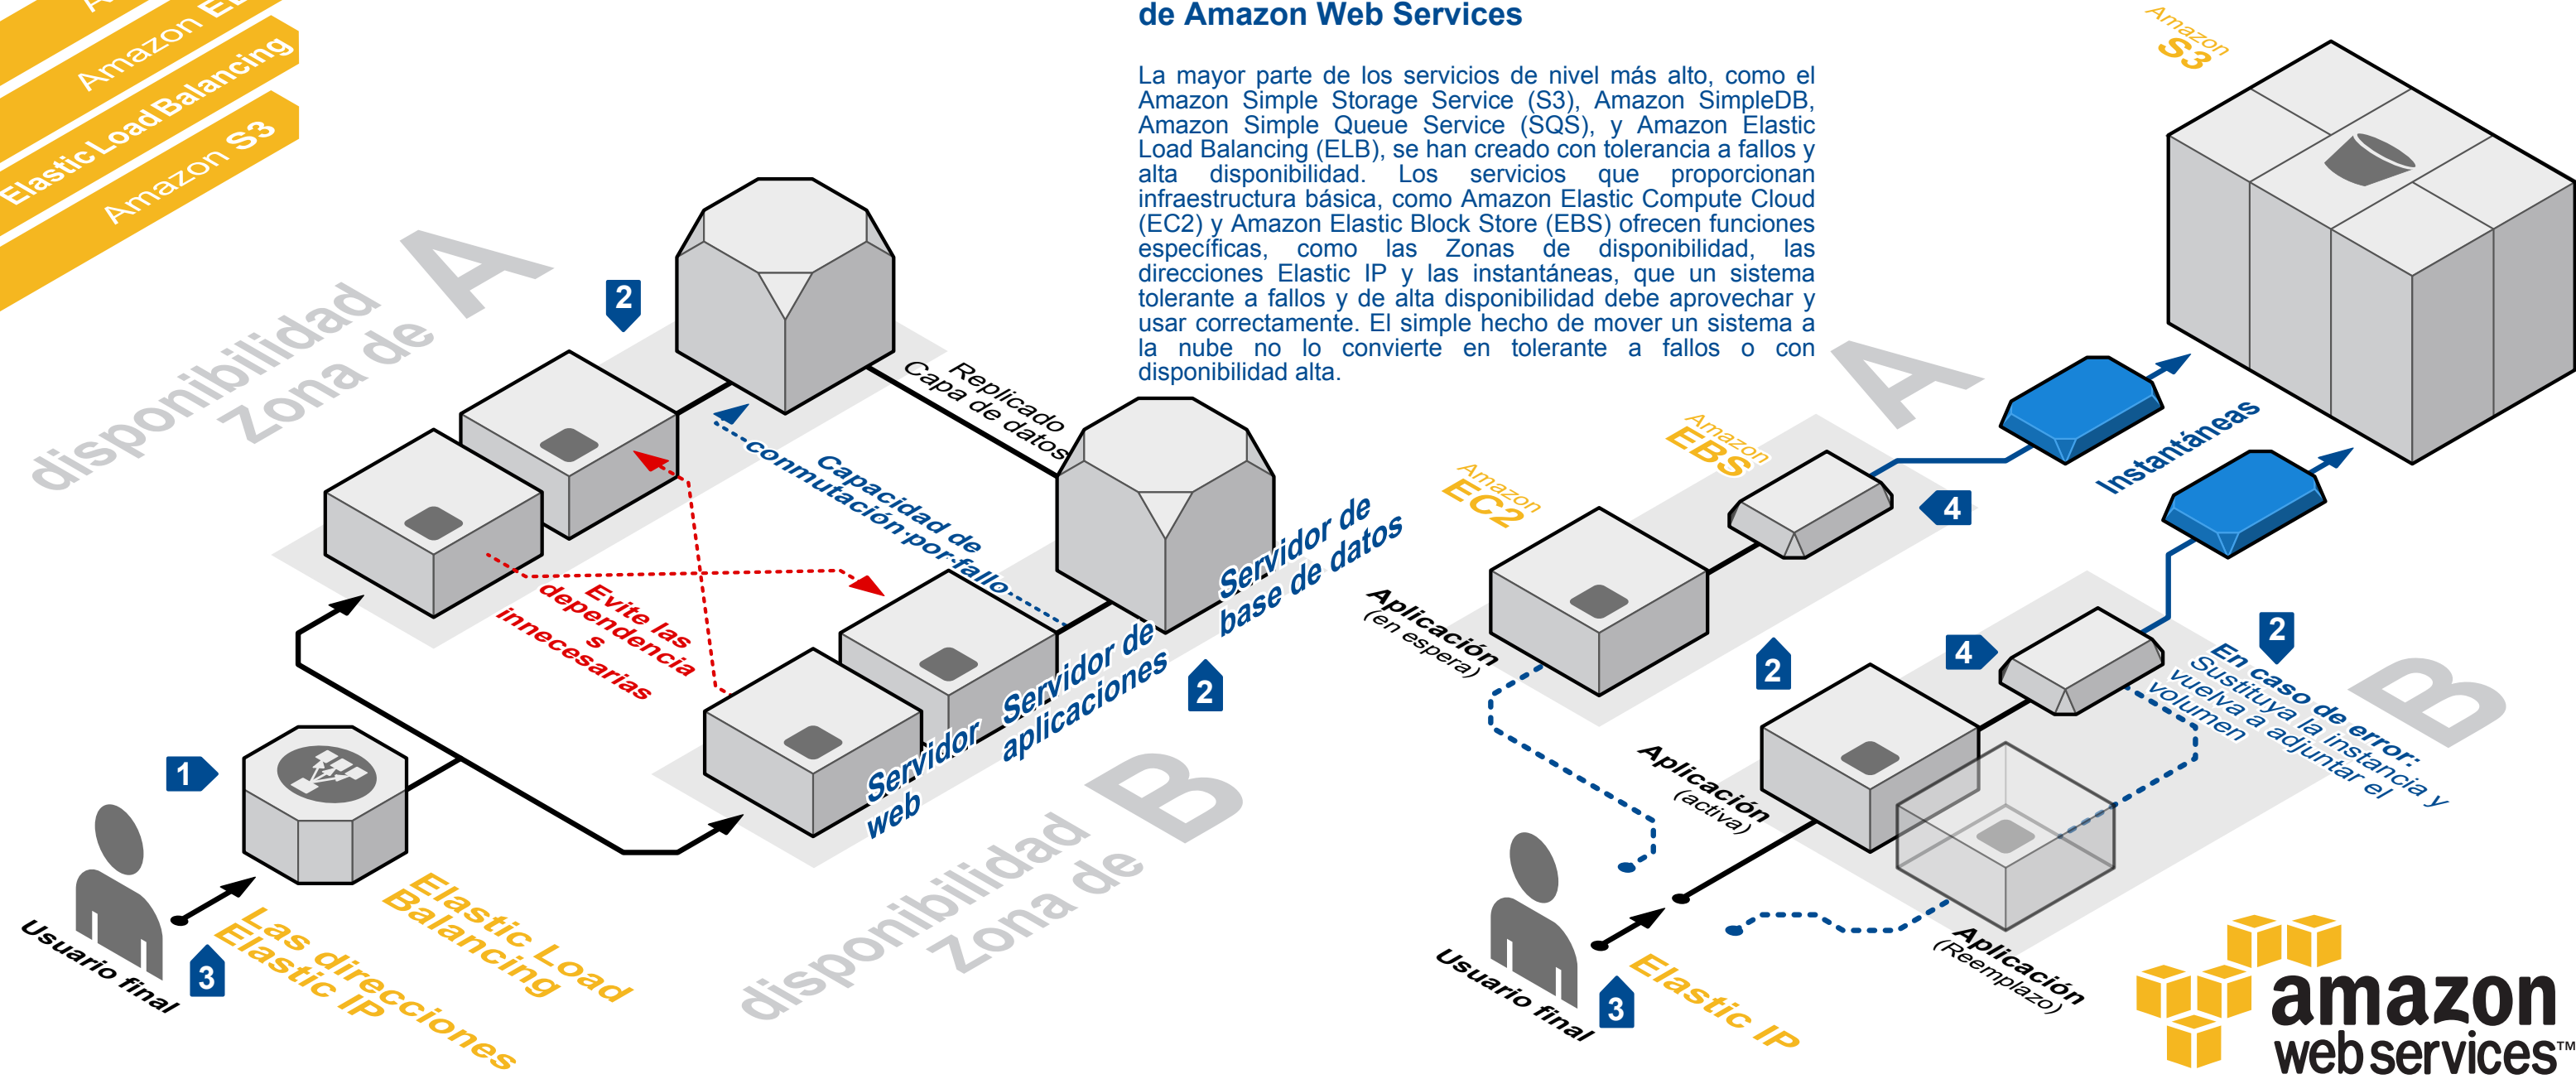 Amazon
Elastic Load Balancing
Amazon S3
de Amazon Web Services
La mayor parte de los servicios de nivel más alto, como el
Amazon Simple Storage Service (S3), Amazon SimpleDB,
Amazon Simple Queue Service (SQS), y Amazon Elastic
Load Balancing (ELB), se han creado con tolerancia a fallos y
alta disponibilidad. Los servicios que proporcionan
infraestructura básica, como Amazon Elastic Compute Cloud
(EC2) y Amazon Elastic Block Store (EBS) ofrecen funciones
específicas, como las Zonas de disponibilidad, las
direcciones Elastic IP y las instantáneas, que un sistema
tolerante a fallos y de alta disponibilidad debe aprovechar y
usar correctamente. El simple hecho de mover un sistema a
la nube no lo convierte en tolerante a fallos o con
disponibilidad alta.
disponibilidad
Zona de
A
2
Replicado
Capa de datos
Capacidad de
conmutación por fallo
Evite las
dependencia
s
innecesarias
Servidor de
base de datos
Servidor de
aplicaciones
Servidor
web
2
1
Usuario final
3
Las direcciones
Elastic IP
Elastic Load
Balancing
disponibilidad
Zona de
B
Amazon
S3
A
Amazon
EBS
Amazon
EC2
4
Instantáneas
Aplicación
(en espera)
2
4
2
En caso de error:
Sustituya la instancia y
vuelva a adjuntar el
volumen
B
Aplicación
(activa)
Usuario final
3
Elastic IP
Aplicación
(Reemplazo)
amazon
web services™